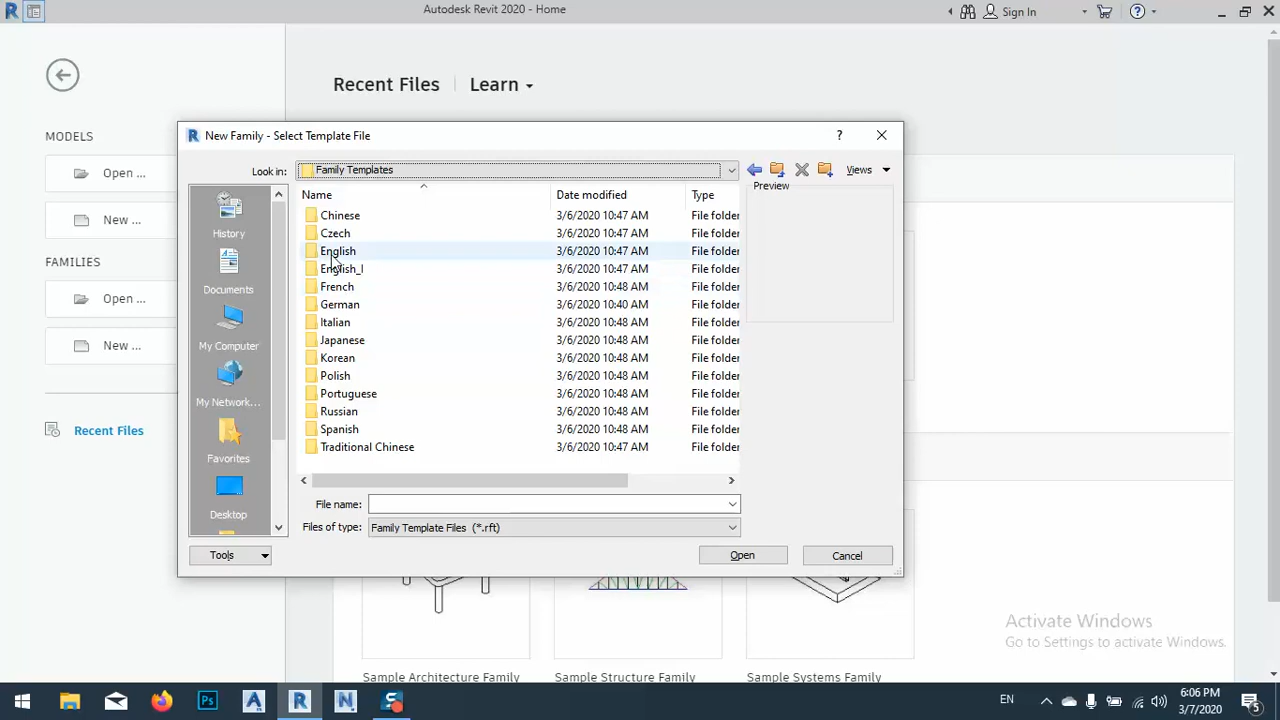 Autodesk Revit 2020 - Home
Sign In
Recent Files
Learn
MODELS
Open ...
New ...
FAMILIES
Open ...
New ...
Recent Files
New Family - Select Template File
Look in:
Family Templates
Views
Name
Date modified
Type
Preview
Chinese 3/6/2020 10:47 AM File folder
Czech 3/6/2020 10:47 AM File folder
English 3/6/2020 10:47 AM File folder
English_I 3/6/2020 10:47 AM File folder
French 3/6/2020 10:48 AM File folder
German 3/6/2020 10:40 AM File folder
Italian 3/6/2020 10:48 AM File folder
Japanese 3/6/2020 10:48 AM File folder
Korean 3/6/2020 10:48 AM File folder
Polish 3/6/2020 10:48 AM File folder
Portuguese 3/6/2020 10:48 AM File folder
Russian 3/6/2020 10:48 AM File folder
Spanish 3/6/2020 10:48 AM File folder
Traditional Chinese 3/6/2020 10:47 AM File folder
History
Documents
My Computer
My Network...
Favorites
Desktop
File name:
Files of type: Family Template Files (*.rft)
Tools
Open
Cancel
Sample Architecture Family
Sample Structure Family
Sample Systems Family
Activate Windows
Go to Settings to activate Windows.
Ps
EN
6:06 PM
3/7/2020
5